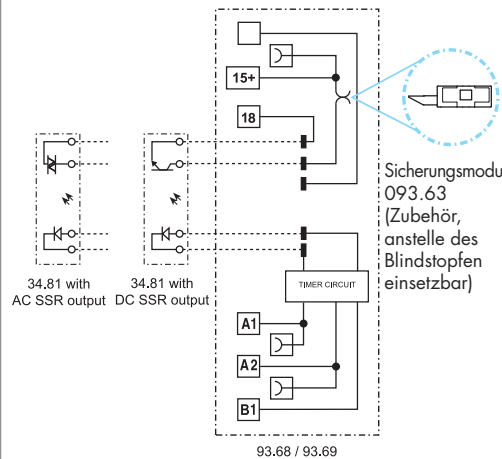 15+
18
Sicherungsmodu
093.63
(Zubehör,
anstelle des
Blindstopfen
einsetzbar)
34.81 with
AC SSR output
34.81 with
DC SSR output
TIMER CIRCUIT
A1
A2
B1
93.68 / 93.69